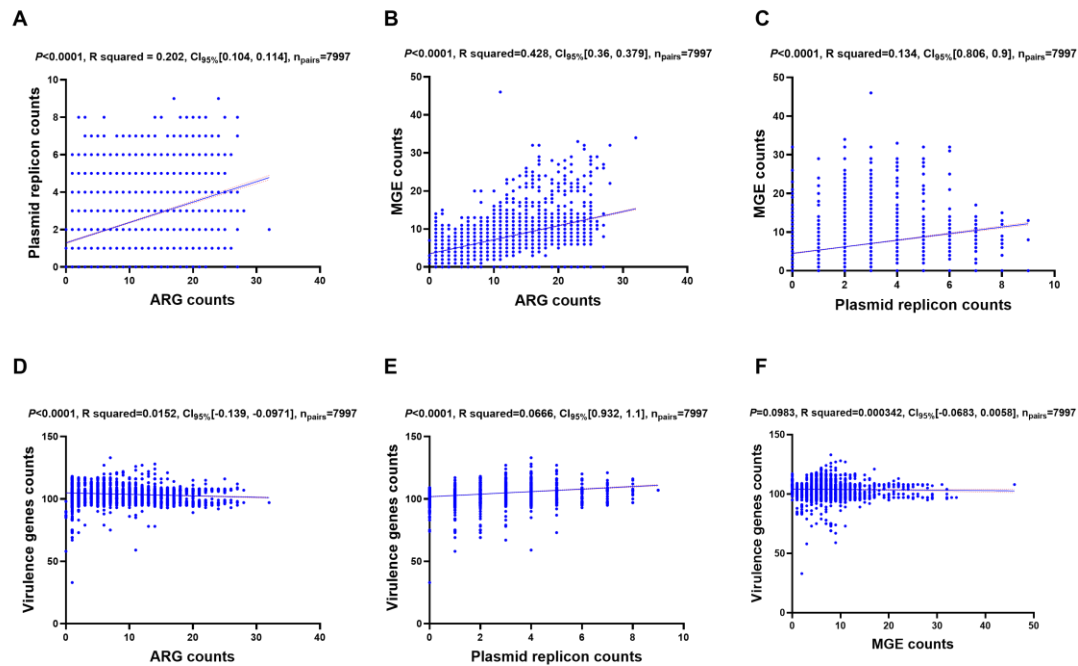 A
P<0.0001, R squared = 0.202, CI95%[0.104, 0.114], npairs=7997
Plasmid replicon counts
10
8
6
4
2
0
0 10 20 30 40
ARG counts
B
P<0.0001, R squared=0.428, CI95%[0.36, 0.379], npairs=7997
MGE counts
50
40
30
20
10
0
0 10 20 30 40
ARG counts
C
P<0.0001, R squared=0.134, CI95%[0.806, 0.9], npairs=7997
MGE counts
50
40
30
20
10
0
0 2 4 6 8 10
Plasmid replicon counts
D
P<0.0001, R squared=0.0152, CI95%[-0.139, -0.0971], npairs=7997
Virulence genes counts
150
100
50
0
0 10 20 30 40
ARG counts
E
P<0.0001, R squared=0.0666, CI95%[0.932, 1.1], npairs=7997
Virulence genes counts
150
100
50
0
0 2 4 6 8 10
Plasmid replicon counts
F
P=0.0983, R squared=0.000342, CI95%[-0.0683, 0.0058], npairs=7997
Virulence genes counts
150
100
50
0
0 10 20 30 40 50
MGE counts